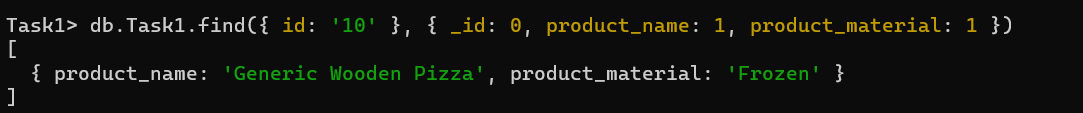 Task1> db.Task1.find({ id: '10' }, { _id: 0, product_name: 1, product_material: 1 })
[
  { product_name: 'Generic Wooden Pizza', product_material: 'Frozen' }
]